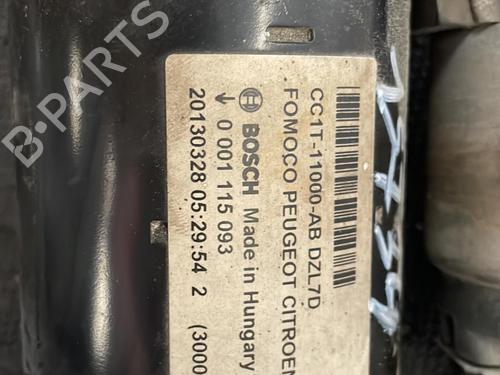 CC1T-11000-AB DZL7D
FOMOCO PEUGEOT CITROEN
BOSCH Made in Hungary
0 001 115 093
20130328 05:29:54 2 (3000
B-PARTS